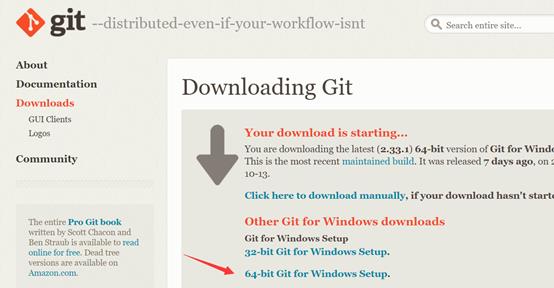 git --distributed-even-if-your-workflow-isnt
Search entire site...
About
Documentation
Downloads
GUI Clients
Logos
Community
The entire Pro Git book
written by Scott Chacon and
Ben Straub is available to read
online for free. Dead tree
versions are available on
Amazon.com.
Downloading Git
Your download is starting...
You are downloading the latest (2.33.1) 64-bit version of Git for Windo
This is the most recent maintained build. It was released 7 days ago, on 2
10-13.
Click here to download manually, if your download hasn't starte
Other Git for Windows downloads
Git for Windows Setup
32-bit Git for Windows Setup.
64-bit Git for Windows Setup.